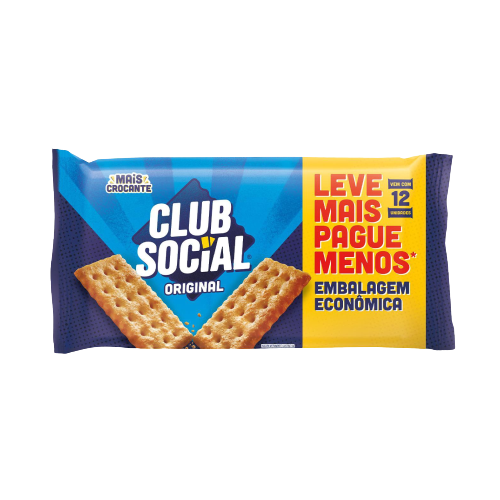 MAIS
CROCANTE
CLUB
SOCIAL
ORIGINAL
LEVE
MAIS
PAGUE
MENOS*
VEM COM
12
UNIDADES
EMBALAGEM
ECONÔMICA